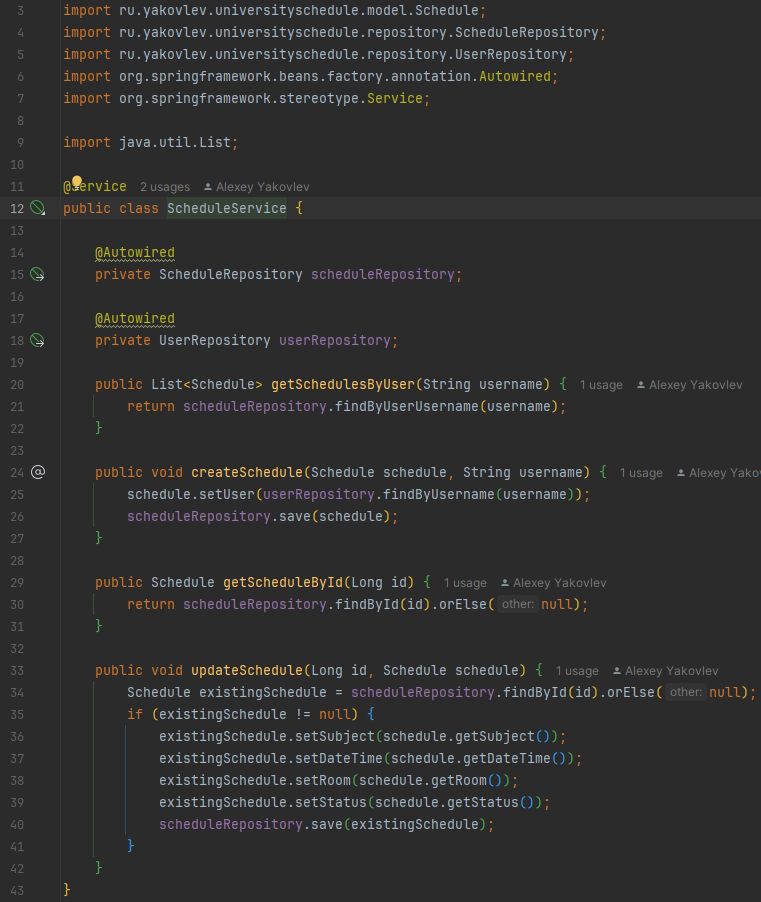 3 import ru.yakovlev.universityschedule.model.Schedule;
4 import ru.yakovlev.universityschedule.repository.ScheduleRepository;
5 import ru.yakovlev.universityschedule.repository.UserRepository;
6 import org.springframework.beans.factory.annotation.Autowired;
7 import org.springframework.stereotype.Service;
8
9 import java.util.List;
10
11 @Service 2 usages Alexey Yakovlev
12 public class ScheduleService {
13
14 @Autowired
15 private ScheduleRepository scheduleRepository;
16
17 @Autowired
18 private UserRepository userRepository;
19
20 public List<Schedule> getSchedulesByUser(String username) { 1 usage Alexey Yakovlev
21 return scheduleRepository.findByUserUsername(username);
22 }
23
24 @ public void createSchedule(Schedule schedule, String username) { 1 usage Alexey Yakov
25 schedule.setUser(userRepository.findByUsername(username));
26 scheduleRepository.save(schedule);
27 }
28
29 public Schedule getScheduleById(Long id) { 1 usage Alexey Yakovlev
30 return scheduleRepository.findById(id).orElse( other: null);
31 }
32
33 public void updateSchedule(Long id, Schedule schedule) { 1 usage Alexey Yakovlev
34 Schedule existingSchedule = scheduleRepository.findById(id).orElse( other: null);
35 if (existingSchedule != null) {
36 existingSchedule.setSubject(schedule.getSubject());
37 existingSchedule.setDateTime(schedule.getDateTime());
38 existingSchedule.setRoom(schedule.getRoom());
39 existingSchedule.setStatus(schedule.getStatus());
40 scheduleRepository.save(existingSchedule);
41 }
42 }
43 }